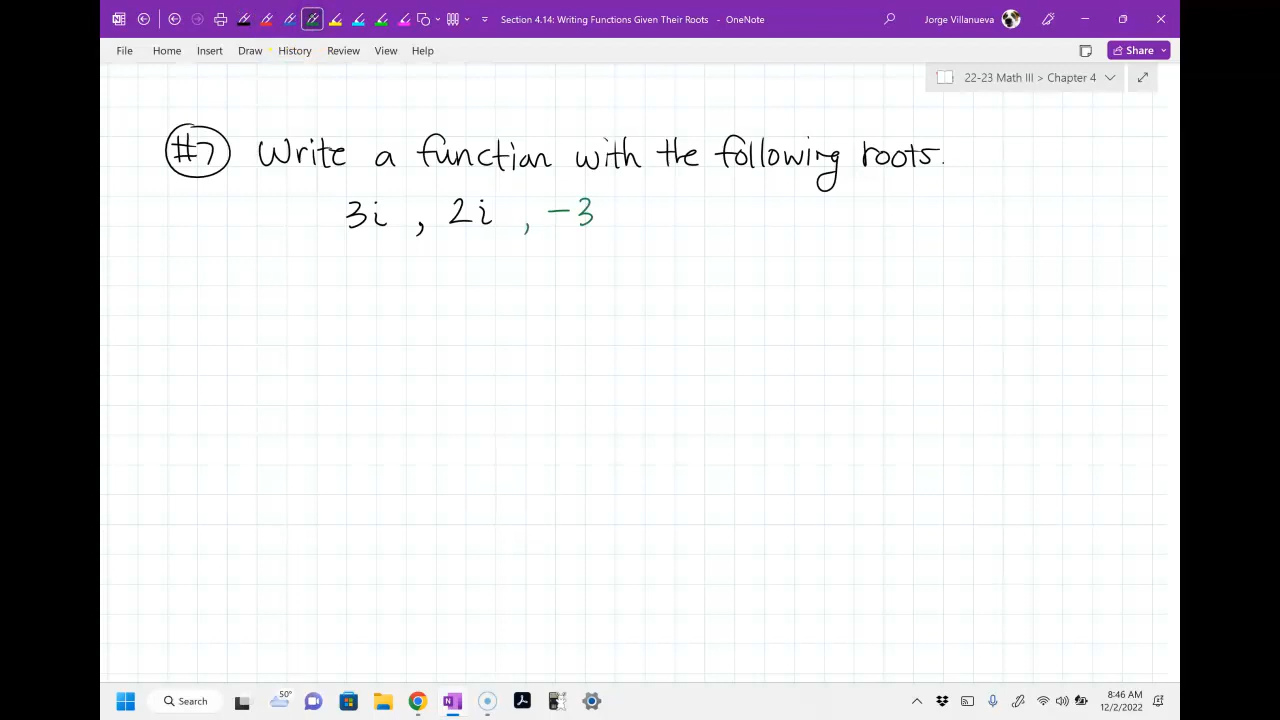 Section 4.14: Writing Functions Given Their Roots - OneNote
Jorge Villanueva
File Home Insert Draw History Review View Help
Share
22-23 Math III > Chapter 4
#7 Write a function with the following roots.
3i , 2i , -3
50°
Search
8:46 AM
12/2/2022